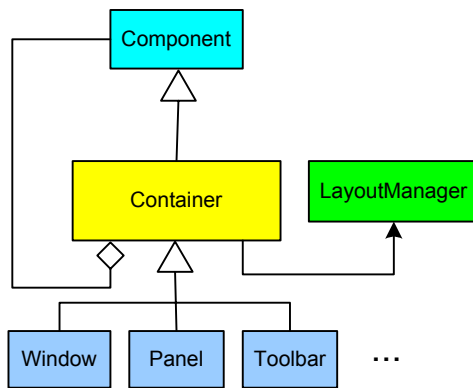 Component
Container
LayoutManager
Window
Panel
Toolbar
...